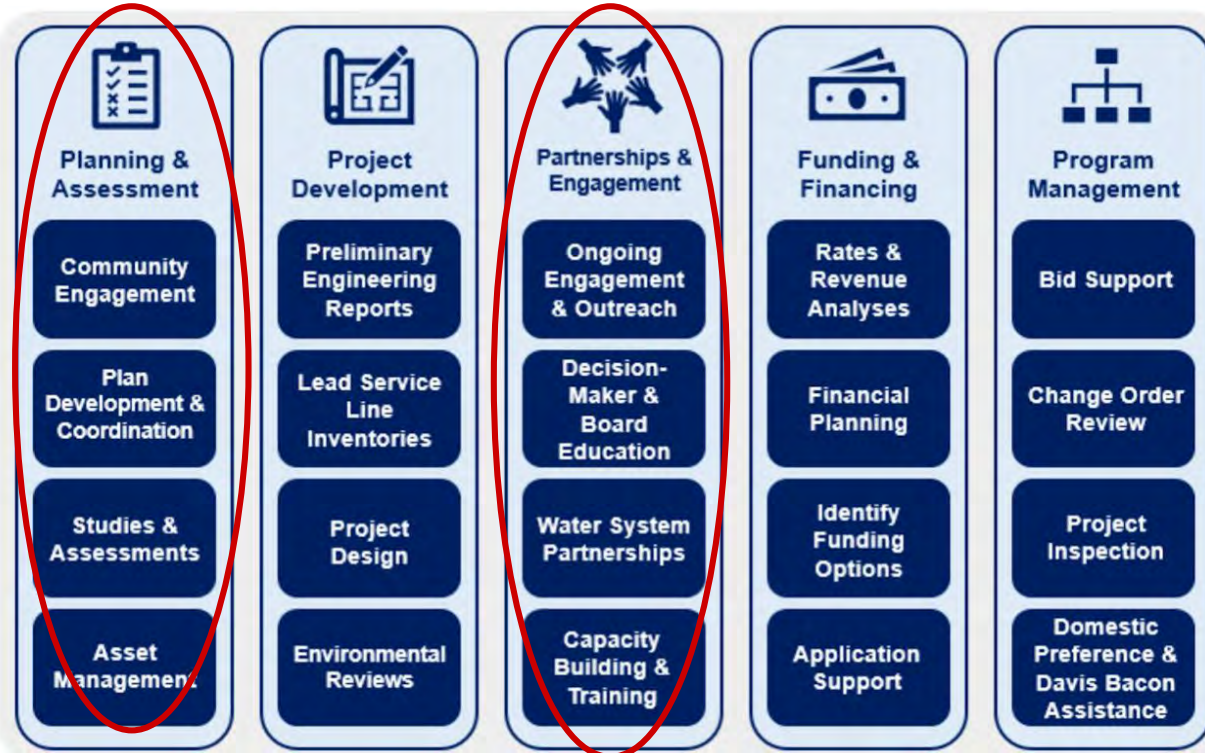 Planning &
Assessment
Community
Engagement
Plan
Development &
Coordination
Studies &
Assessments
Asset
Management
Project
Development
Preliminary
Engineering
Reports
Lead Service
Line
Inventories
Project
Design
Environmental
Reviews
Partnerships &
Engagement
Ongoing
Engagement
& Outreach
Decision-
Maker &
Board
Education
Water System
Partnerships
Capacity
Building &
Training
Funding &
Financing
Rates &
Revenue
Analyses
Financial
Planning
Identify
Funding
Options
Application
Support
Program
Management
Bid Support
Change Order
Review
Project
Inspection
Domestic
Preference &
Davis Bacon
Assistance